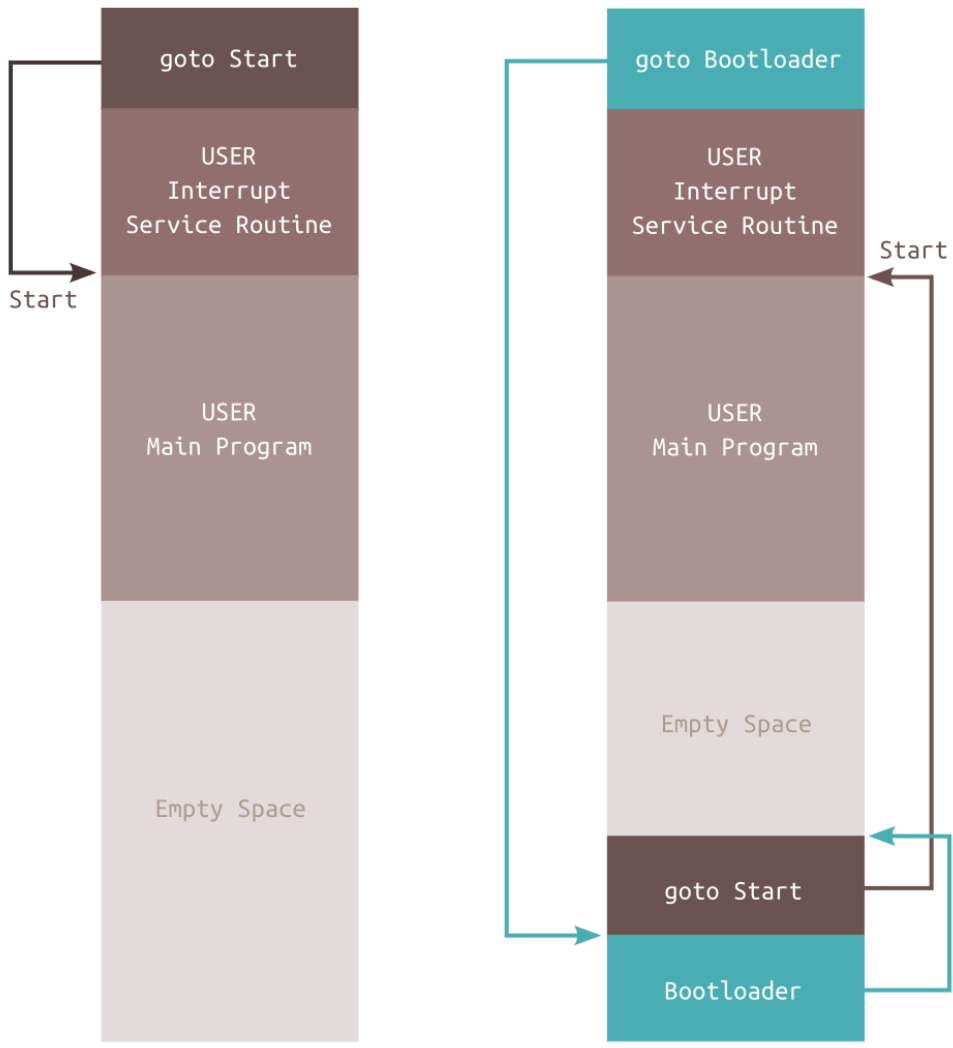 goto Start
USER
Interrupt
Service Routine
Start
USER
Main Program
Empty Space
goto Bootloader
USER
Interrupt
Service Routine
Start
USER
Main Program
Empty Space
goto Start
Bootloader